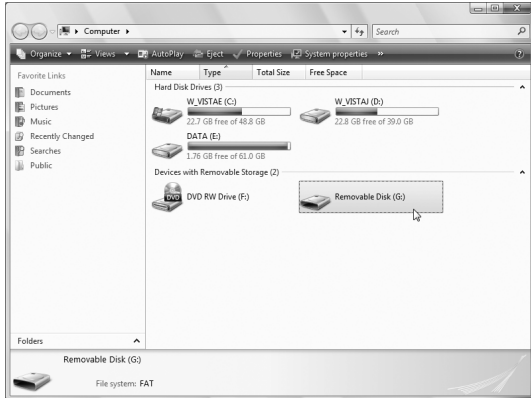 Computer
Search
Organize Views AutoPlay Eject Properties System properties »
Favorite Links
Documents
Pictures
Music
Recently Changed
Searches
Public
Folders
Name Type Total Size Free Space
Hard Disk Drives (3)
W_VISTAE (C:)
22.7 GB free of 48.8 GB
W_VISTAJ (D:)
22.8 GB free of 39.0 GB
DATA (E:)
1.76 GB free of 61.0 GB
Devices with Removable Storage (2)
DVD
DVD RW Drive (F:)
Removable Disk (G:)
Removable Disk (G:)
File system: FAT